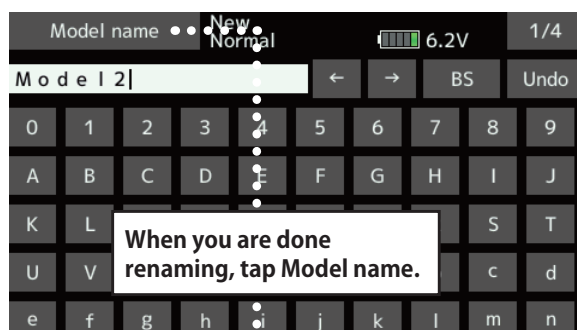 Model name New 1/4
Normal 6.2V
Model2 ← → BS Undo
0 1 2 3 4 5 6 7 8 9
A B C D E F G H I J
K L S T
When you are done
renaming, tap Model name.
U V c d
e f g h i j k l m n